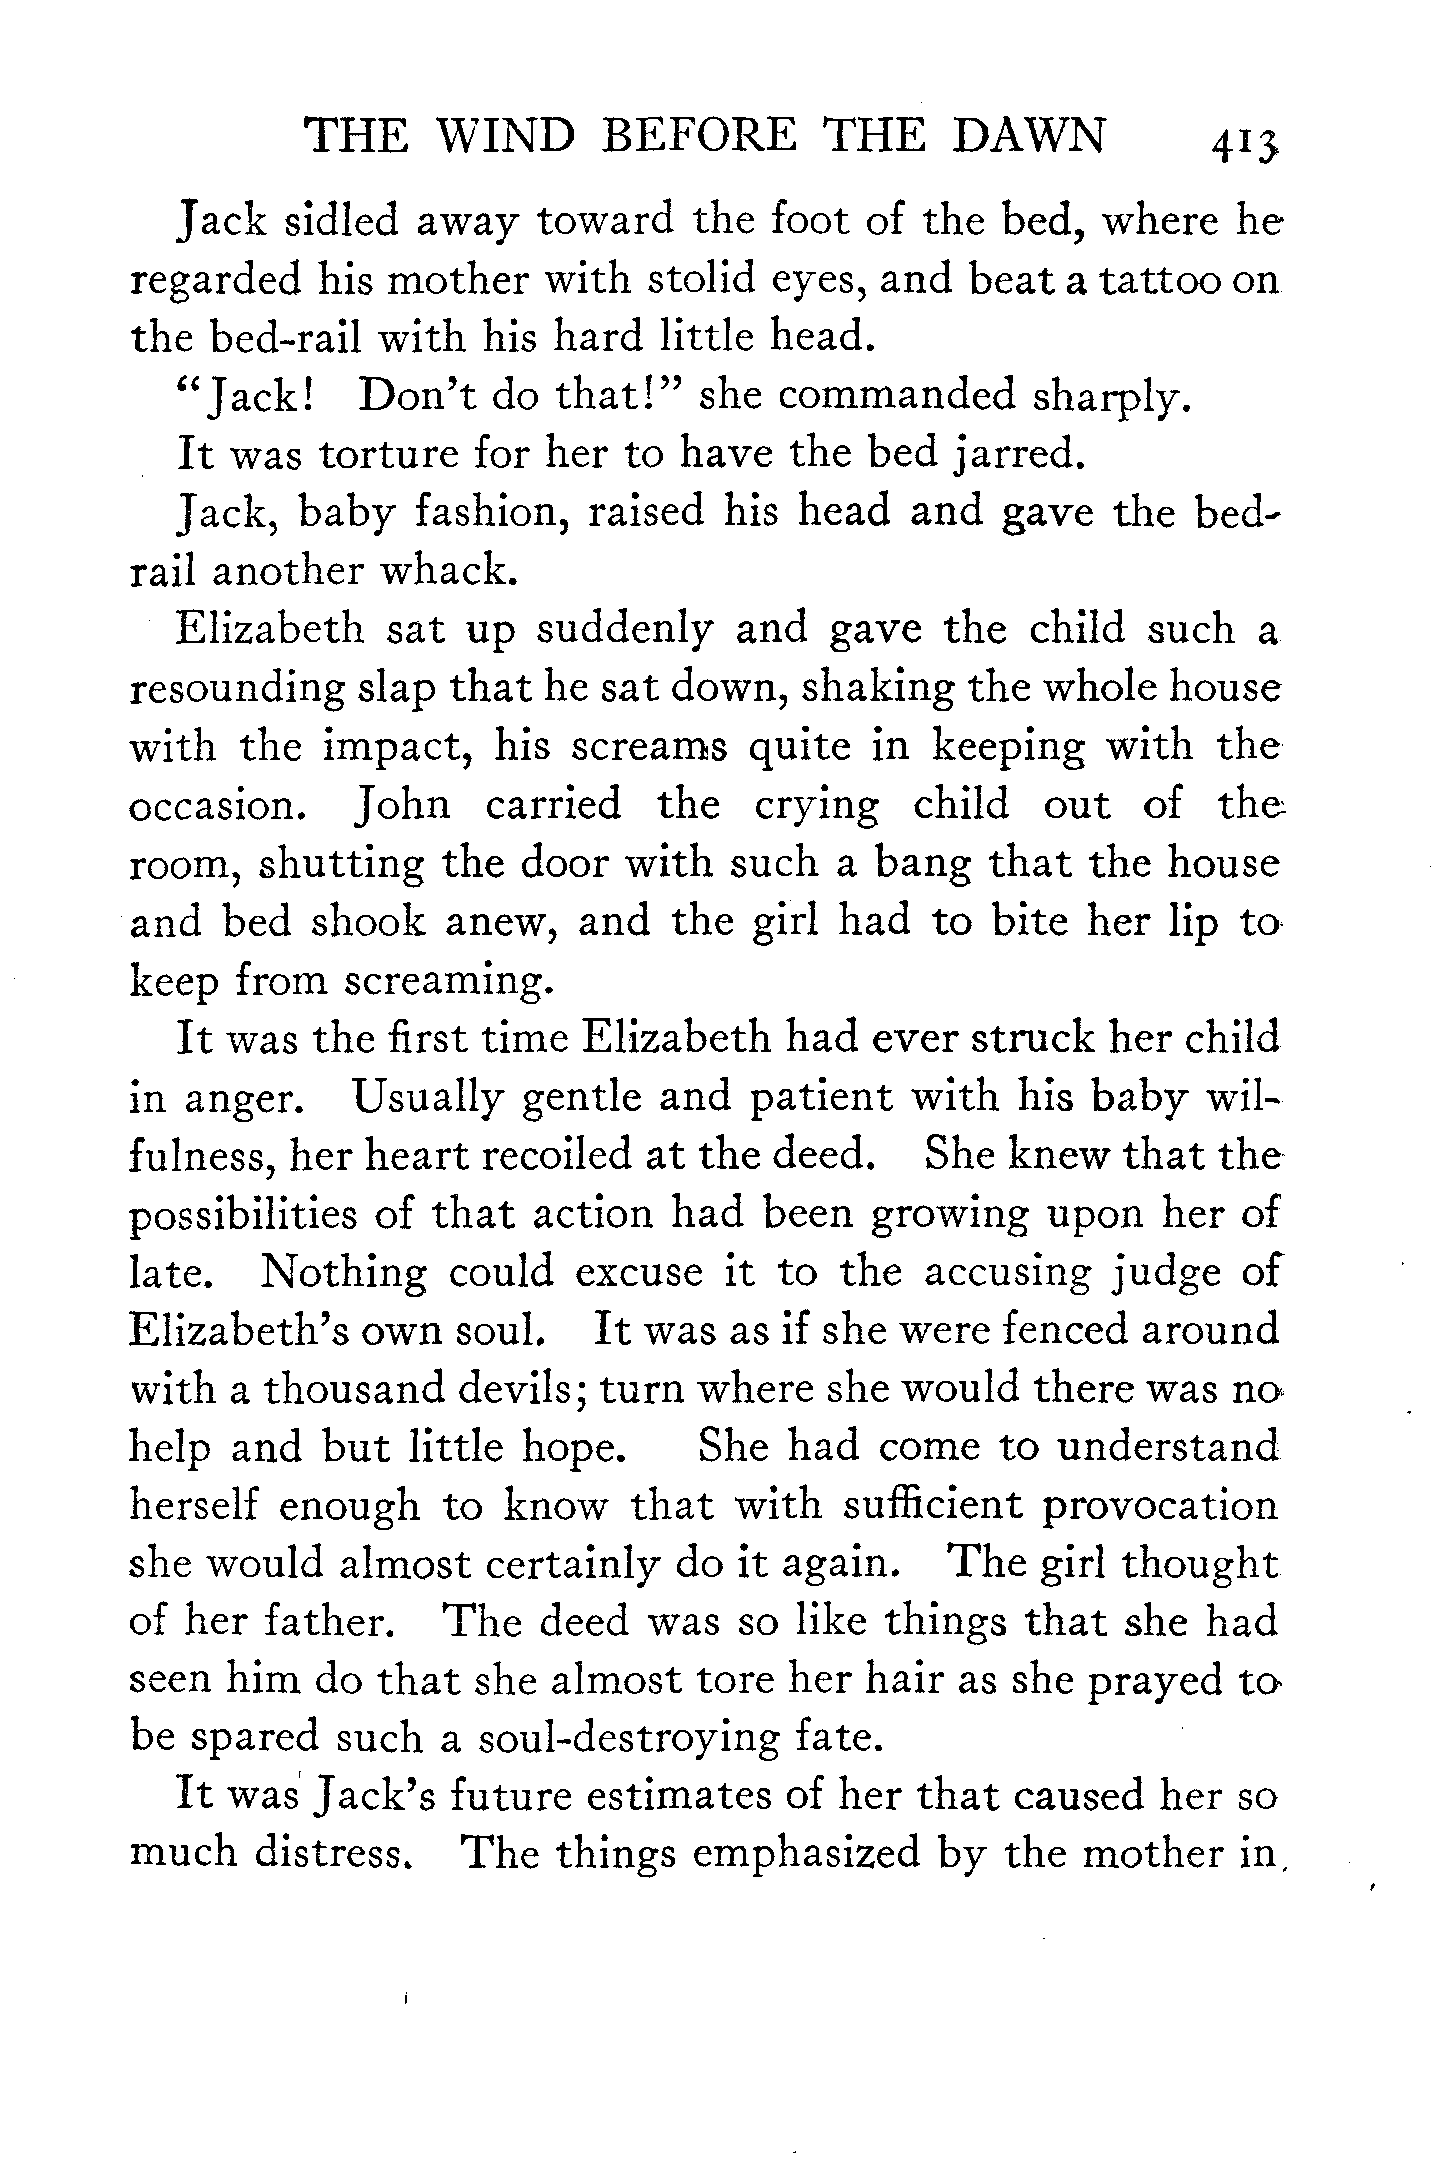 THE WIND BEFORE THE DAWN 413
Jack sidled away toward the foot of the bed, where he
regarded his mother with stolid eyes, and beat a tattoo on
the bed-rail with his hard little head.
"Jack! Don't do that!" she commanded sharply.
It was torture for her to have the bed jarred.
Jack, baby fashion, raised his head and gave the bed-
rail another whack.
Elizabeth sat up suddenly and gave the child such a
resounding slap that he sat down, shaking the whole house
with the impact, his screams quite in keeping with the
occasion. John carried the crying child out of the
room, shutting the door with such a bang that the house
and bed shook anew, and the girl had to bite her lip to
keep from screaming.
It was the first time Elizabeth had ever struck her child
in anger. Usually gentle and patient with his baby wil-
fulness, her heart recoiled at the deed. She knew that the
possibilities of that action had been growing upon her of
late. Nothing could excuse it to the accusing judge of
Elizabeth's own soul. It was as if she were fenced around
with a thousand devils; turn where she would there was no
help and but little hope. She had come to understand
herself enough to know that with sufficient provocation
she would almost certainly do it again. The girl thought
of her father. The deed was so like things that she had
seen him do that she almost tore her hair as she prayed to
be spared such a soul-destroying fate.
It was Jack's future estimates of her that caused her so
much distress. The things emphasized by the mother in